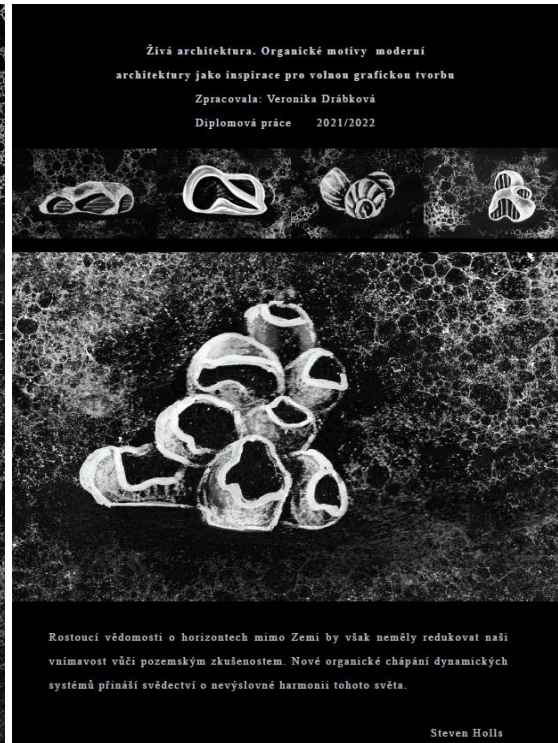 Živá architektura. Organické motivy moderní
architektury jako inspirace pro volnou grafickou tvorbu
Zpracovala: Veronika Drábková
Diplomová práce 2021/2022
Rostoucí vědomosti o horizontech mimo Zemi by však neměly redukovat naši
vnímavost vůči pozemským zkušenostem. Nové organické chápání dynamických
systémů přináší svědectví o nevýslovné harmonii tohoto světa.
Steven Holls